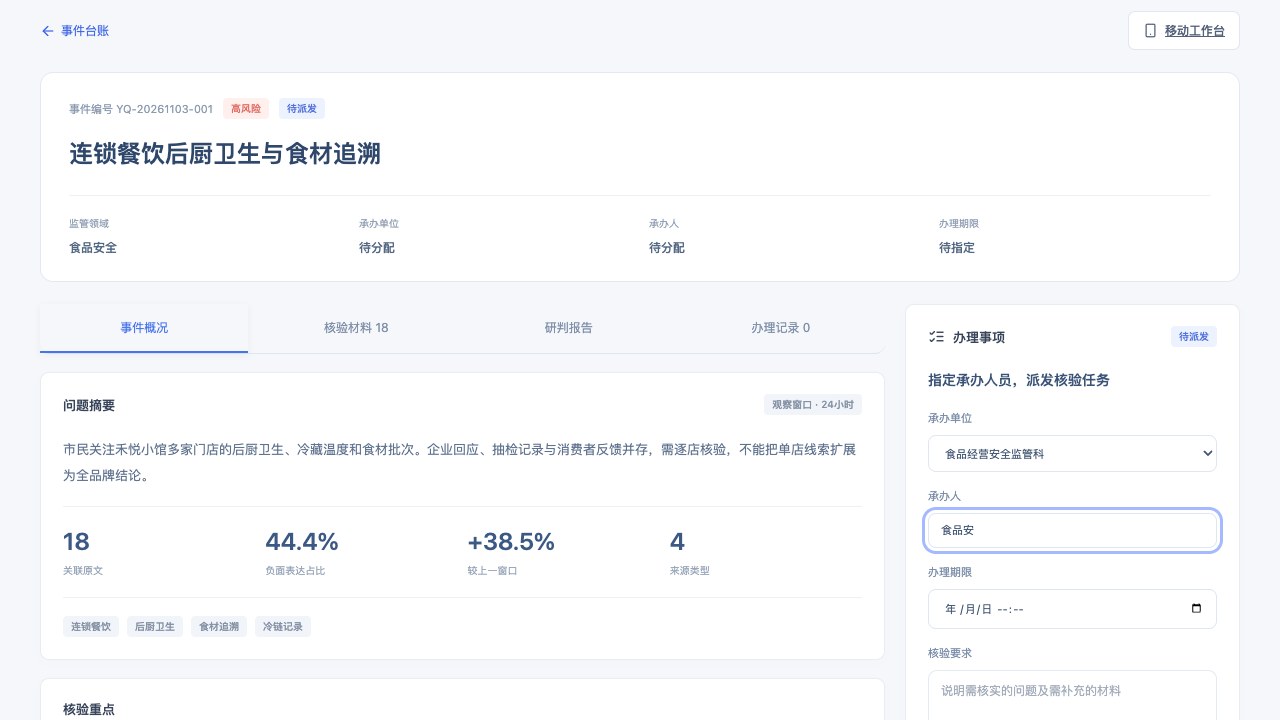 事件台账
移动工作台
事件编号 YQ-20261103-001 高风险 待派发
连锁餐饮后厨卫生与食材追溯
监管领域 承办单位 承办人 办理期限
食品安全 待分配 待分配 待指定
事件概况 核验材料 18 研判报告 办理记录 0
问题摘要 观察窗口 · 24小时
市民关注禾悦小馆多家门店的后厨卫生、冷藏温度和食材批次。企业回应、抽检记录与消费者反馈并存，需逐店核验，不能把单店线索扩展
为全品牌结论。
18 44.4% +38.5% 4
关联原文 负面表达占比 较上一窗口 来源类型
连锁餐饮 后厨卫生 食材追溯 冷链记录
核验重点
办理事项 待派发
指定承办人员，派发核验任务
承办单位
食品经营安全监管科
承办人
食品安
办理期限
年 /月/日 --:--
核验要求
说明需核实的问题及需补充的材料